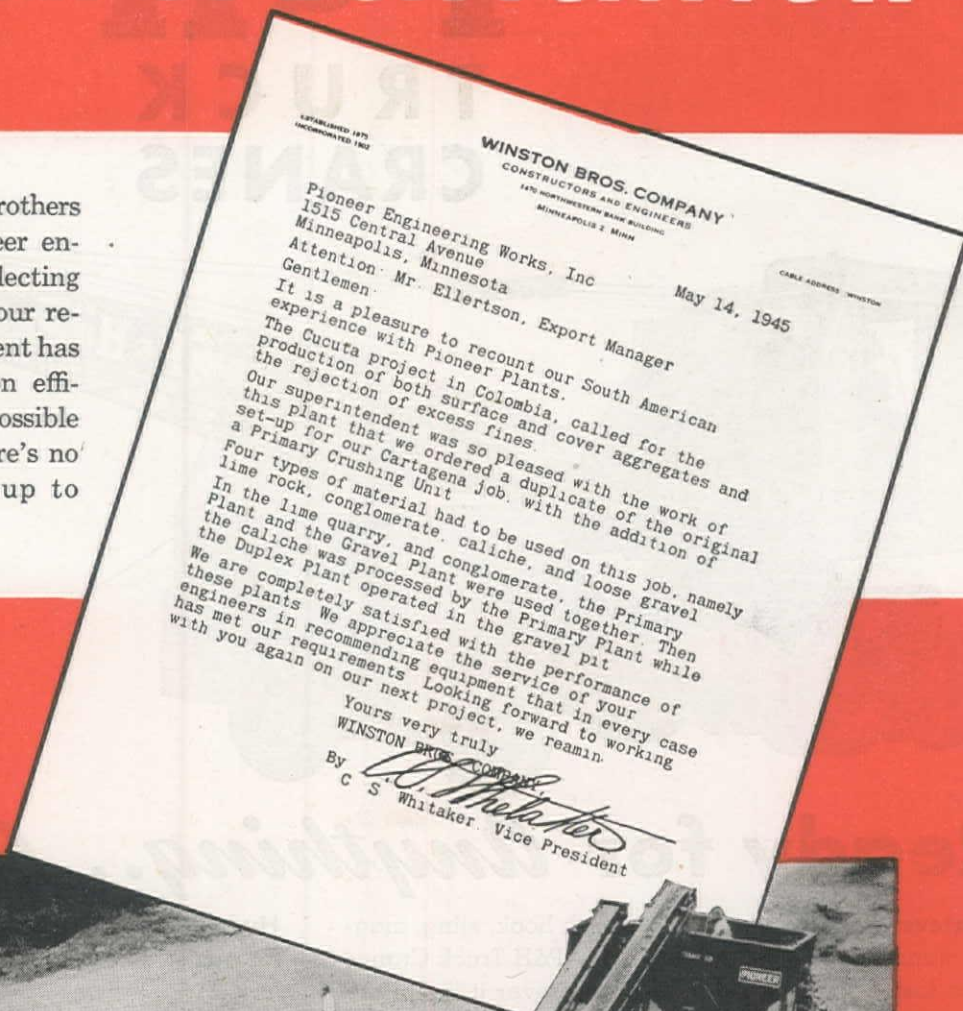 rothers
eer en-
lecting
our re-
ent has
n effi-
ossible
re's no
up to
ESTABLISHED 1875
INCORPORATED 1902
WINSTON BROS. COMPANY
CONSTRUCTORS AND ENGINEERS
1470 NORTHWESTERN BANK BUILDING
MINNEAPOLIS 2 MINN
CABLE ADDRESS WINSTON
May 14, 1945
Pioneer Engineering Works, Inc
1515 Central Avenue
Minneapolis, Minnesota
Attention Mr. Ellertson, Export Manager
Gentlemen
It is a pleasure to recount our South American
experience with Pioneer Plants.
The Cucuta project in Colombia, called for the
production of both surface and cover aggregates and
the rejection of excess fines.
Our superintendent was so pleased with the work of
this plant that we ordered a duplicate of the original
set-up for our Cartagena job, with the addition of
a Primary Crushing Unit
Four types of material had to be used on this job, namely
lime rock, conglomerate. caliche, and loose gravel
In the lime quarry, and conglomerate, the Primary
Plant and the Gravel Plant were used together. Then
the caliche was processed by the Primary Plant while
the Duplex Plant operated in the gravel pit
We are completely satisfied with the performance of
these plants We appreciate the service of your
engineers in recommending equipment that in every case
has met our requirements Looking forward to working
with you again on our next project, we reamin.
Yours very truly
WINSTON BROS. COMPANY,
By C S Whitaker
C S Whitaker. Vice President
PIONEER
TRUCK
CRANES
for anything..
hook
P&H Truck Cranes